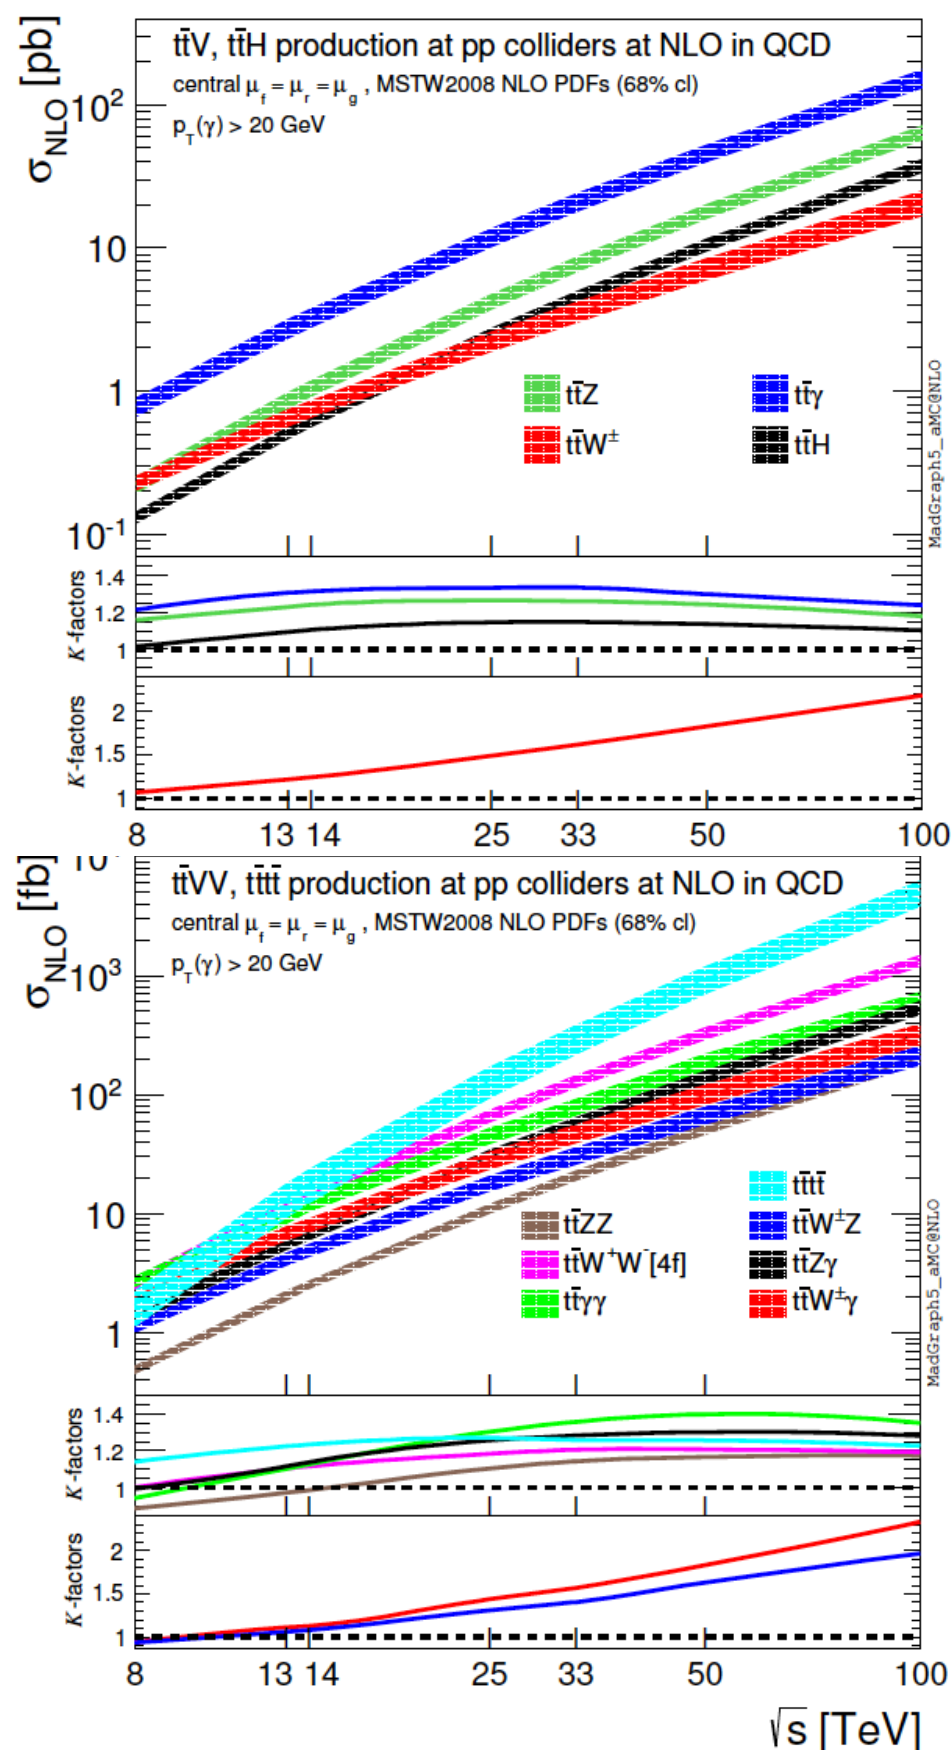 tt̄V, tt̄H production at pp colliders at NLO in QCD
central μf = μr = μg , MSTW2008 NLO PDFs (68% cl)
pT(γ) > 20 GeV
σNLO [pb]
10²
10
1
10⁻¹
tt̄Z
tt̄γ
tt̄W±
tt̄H
MadGraph5_aMC@NLO
K-factors
1.4
1.2
1
K-factors
2
1.5
1
8 13 14 25 33 50 100
tt̄VV, tt̄tt̄ production at pp colliders at NLO in QCD
central μf = μr = μg , MSTW2008 NLO PDFs (68% cl)
pT(γ) > 20 GeV
σNLO [fb]
10³
10²
10
1
tt̄tt̄
tt̄ZZ
tt̄W±Z
tt̄W⁺W⁻[4f]
tt̄Zγ
tt̄γγ
tt̄W±γ
MadGraph5_aMC@NLO
K-factors
1.4
1.2
1
K-factors
2
1.5
1
8 13 14 25 33 50 100
√s [TeV]